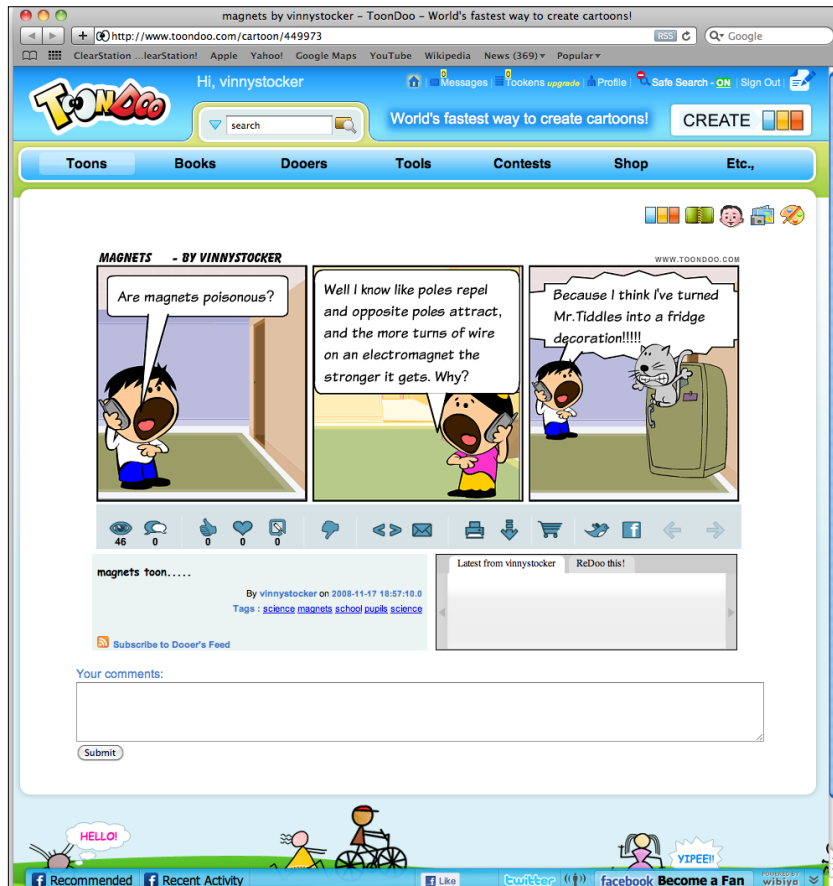 magnets by vinnystocker - ToonDoo - World's fastest way to create cartoons!
http://www.toondoo.com/cartoon/449973 RSS Google
ClearStation ...learStation! Apple Yahoo! Google Maps YouTube Wikipedia News (369) Popular
Hi, vinnystocker
0 Messages 0 Tookens upgrade Profile Safe Search - ON Sign Out
TOONDOO
search
World's fastest way to create cartoons!
CREATE
Toons Books Dooers Tools Contests Shop Etc.,
MAGNETS - BY VINNYSTOCKER WWW.TOONDOO.COM
Are magnets poisonous?
Well I know like poles repel
and opposite poles attract,
and the more turns of wire
on an electromagnet the
stronger it gets. Why?
Because I think I've turned
Mr.Tiddles into a fridge
decoration!!!!!
46 0 0 0 0
magnets toon.....
By vinnystocker on 2008-11-17 18:57:10.0
Tags : science magnets school pupils science
Subscribe to Dooer's Feed
Latest from vinnystocker ReDoo this!
Your comments:
Submit
HELLO!
YIPEE!!
Recommended Recent Activity Like twitter facebook Become a Fan POWERED BY wibiya